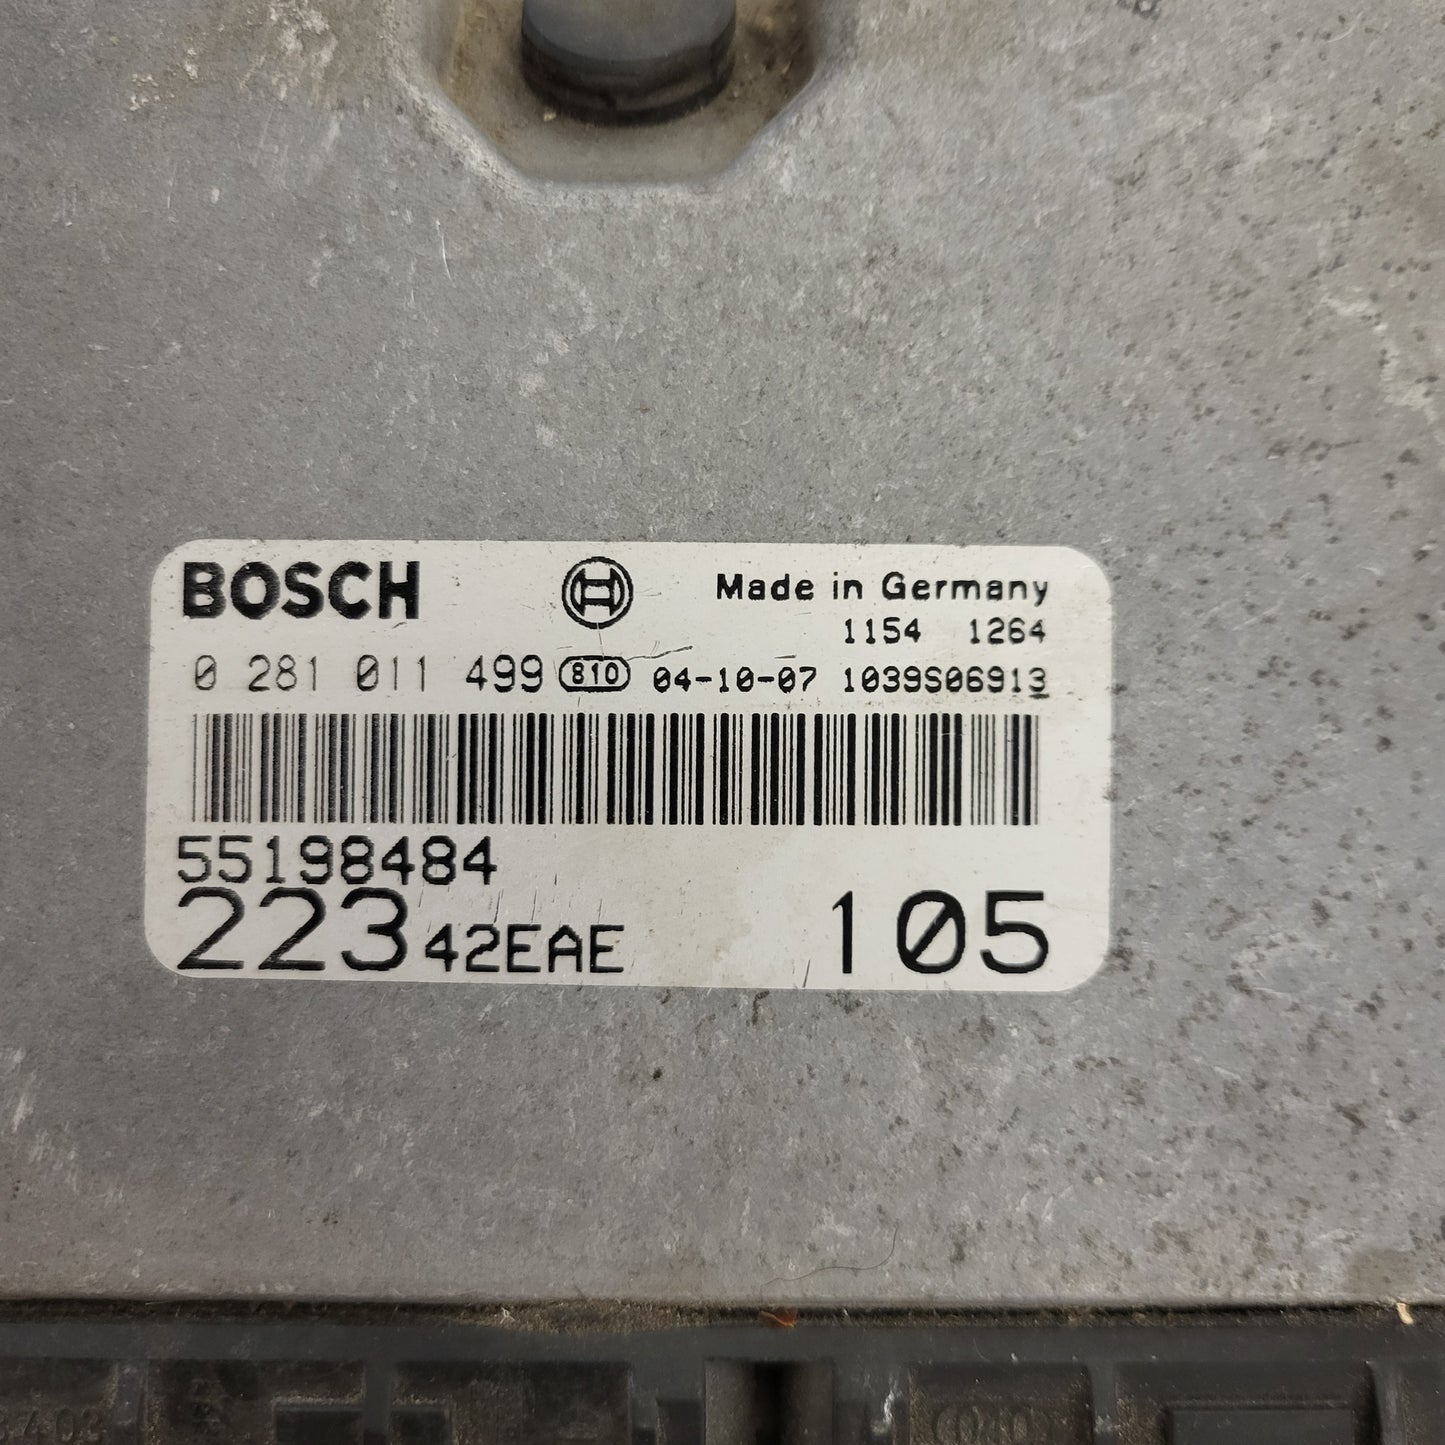 BOSCH Made in Germany
1154 1264
0 281 011 499 810 04-10-07 1039S06913
55198484
223 42EAE 105